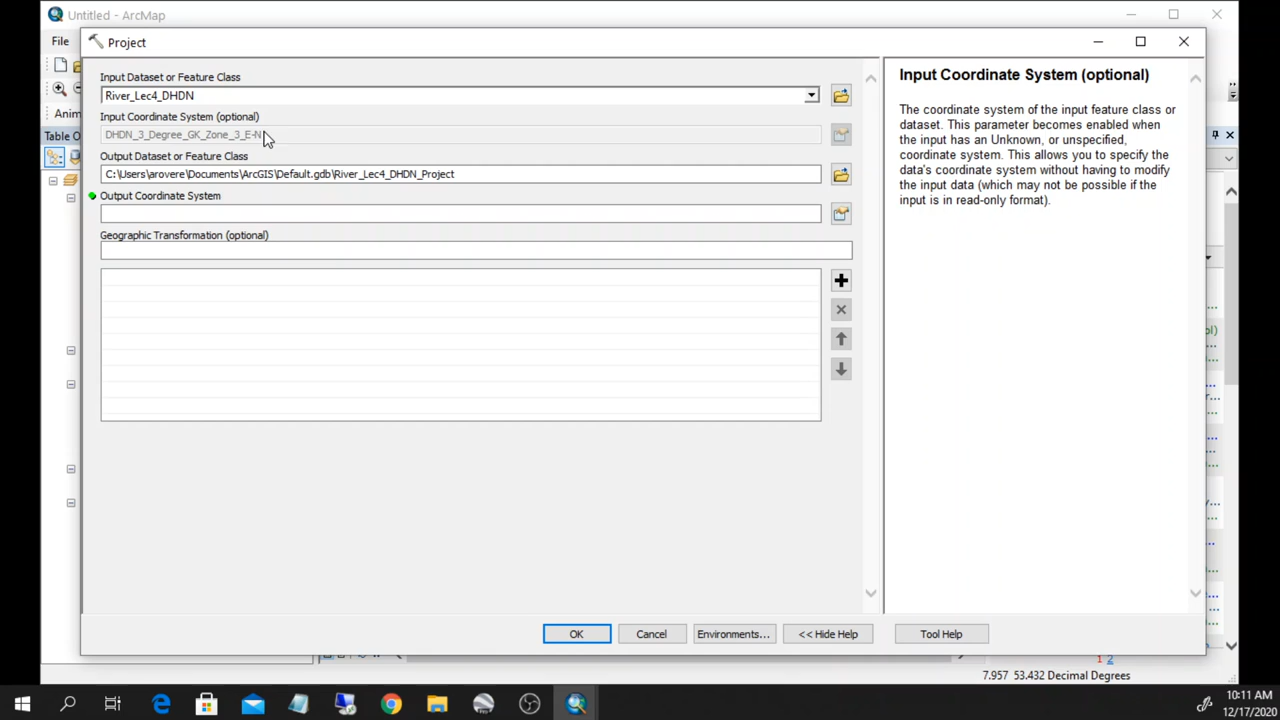 Untitled - ArcMap
File
Project
Input Dataset or Feature Class
River_Lec4_DHDN
Input Coordinate System (optional)
DHDN_3_Degree_GK_Zone_3_E-N
Output Dataset or Feature Class
C:\Users\arovere\Documents\ArcGIS\Default.gdb\River_Lec4_DHDN_Project
Output Coordinate System
Geographic Transformation (optional)
OK
Cancel
Environments...
<< Hide Help
Tool Help
Input Coordinate System (optional)
The coordinate system of the input feature class or
dataset. This parameter becomes enabled when
the input has an Unknown, or unspecified,
coordinate system. This allows you to specify the
data's coordinate system without having to modify
the input data (which may not be possible if the
input is in read-only format).
Anim
Table O
1 2
7.957 53.432 Decimal Degrees
10:11 AM
12/17/2020